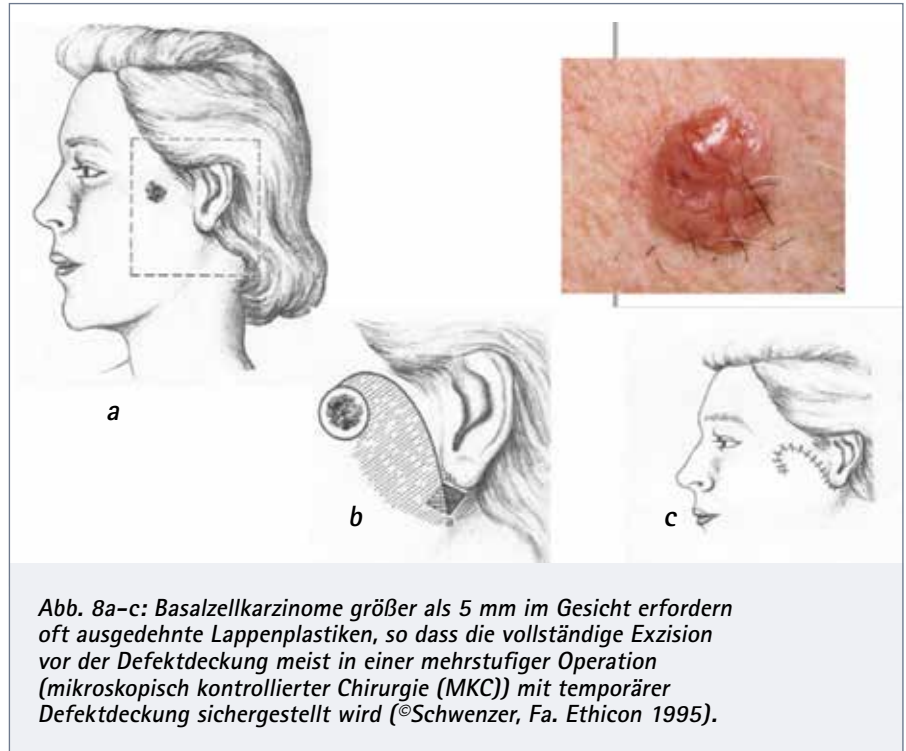 a
b
c
Abb. 8a–c: Basalzellkarzinome größer als 5 mm im Gesicht erfordern
oft ausgedehnte Lappenplastiken, so dass die vollständige Exzision
vor der Defektdeckung meist in einer mehrstufiger Operation
(mikroskopisch kontrollierter Chirurgie (MKC)) mit temporärer
Defektdeckung sichergestellt wird (©Schwenzer, Fa. Ethicon 1995).